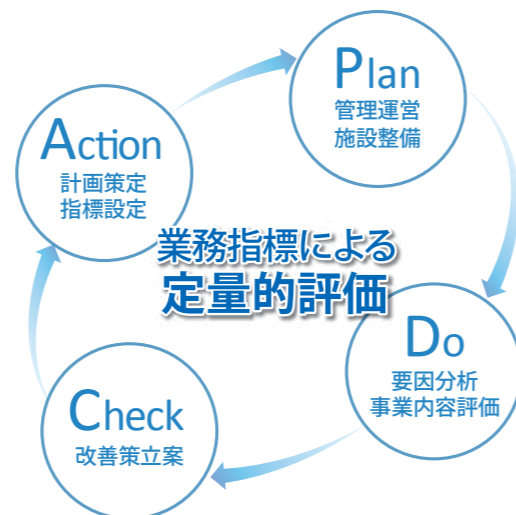 Plan
管理運営
施設整備
Action
計画策定
指標設定
業務指標による
定量的評価
Do
要因分析
事業内容評価
Check
改善策立案